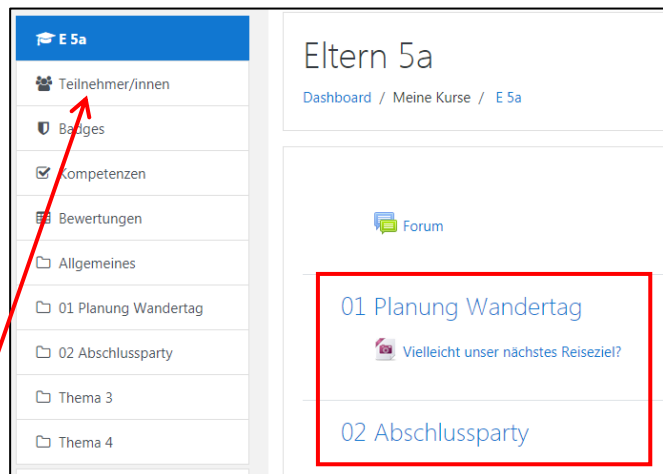 E 5a
Teilnehmer/innen
Badges
Kompetenzen
Bewertungen
Allgemeines
01 Planung Wandertag
02 Abschlussparty
Thema 3
Thema 4
Eltern 5a
Dashboard / Meine Kurse / E 5a
Forum
01 Planung Wandertag
Vielleicht unser nächstes Reiseziel?
02 Abschlussparty